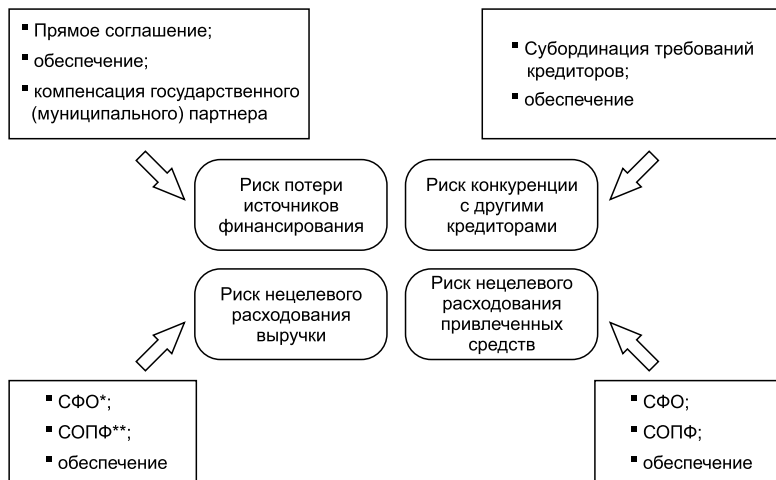 ▪ Прямое соглашение;
▪ обеспечение;
▪ компенсация государственного
(муниципального) партнера
▪ Субординация требований
кредиторов;
▪ обеспечение
Риск потери
источников
финансирования
Риск конкуренции
с другими
кредиторами
Риск нецелевого
расходования
выручки
Риск нецелевого
расходования
привлеченных
средств
▪ СФО*;
▪ СОПФ**;
▪ обеспечение
▪ СФО;
▪ СОПФ;
▪ обеспечение